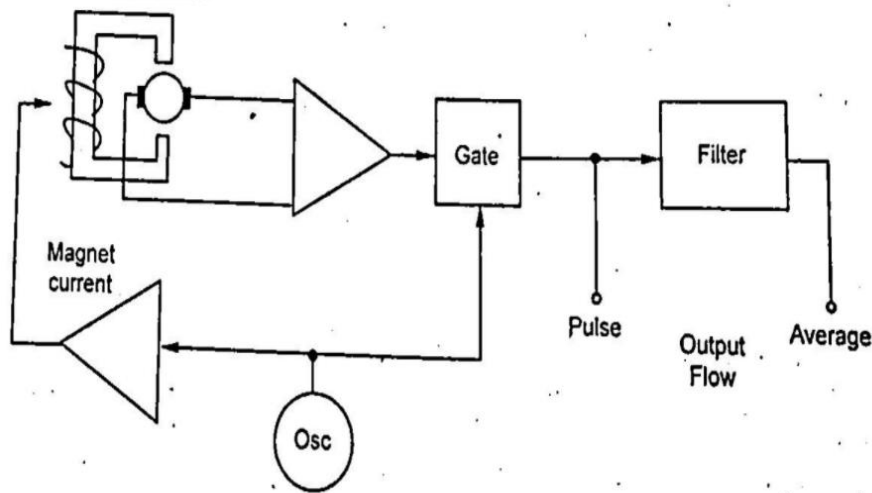 Gate
Filter
Magnet
current
Pulse
Output
Flow
Average
Osc